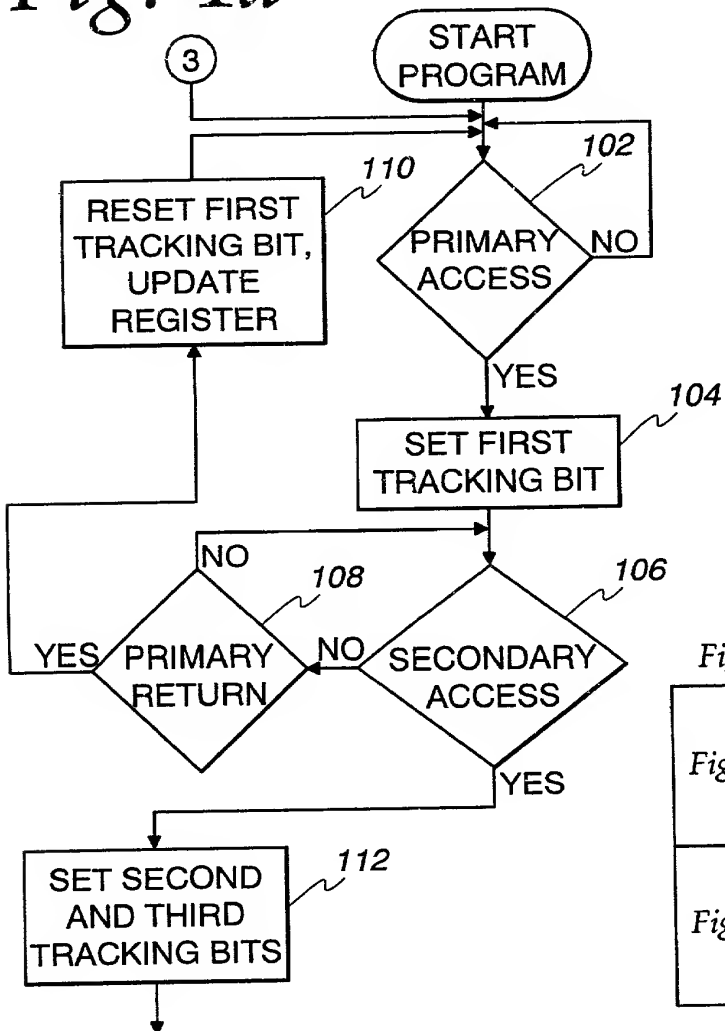 3
START
PROGRAM
102
110
RESET FIRST
TRACKING BIT,
UPDATE
REGISTER
PRIMARY
ACCESS
NO
YES
104
SET FIRST
TRACKING BIT
NO
108
106
YES
PRIMARY
RETURN
NO
SECONDARY
ACCESS
YES
112
SET SECOND
AND THIRD
TRACKING BITS